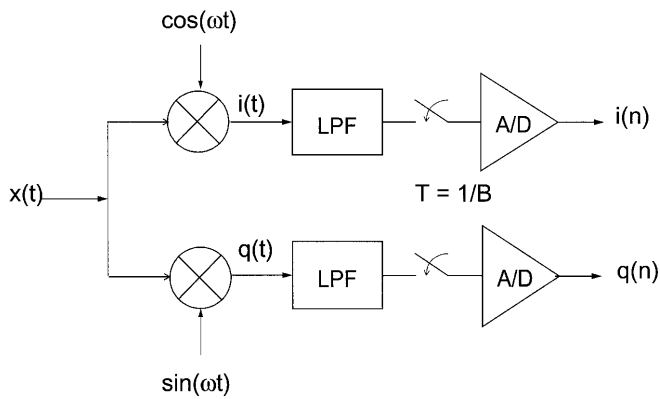 cos(ωt)
i(t)
LPF
A/D
i(n)
x(t)
T = 1/B
q(t)
LPF
A/D
q(n)
sin(ωt)